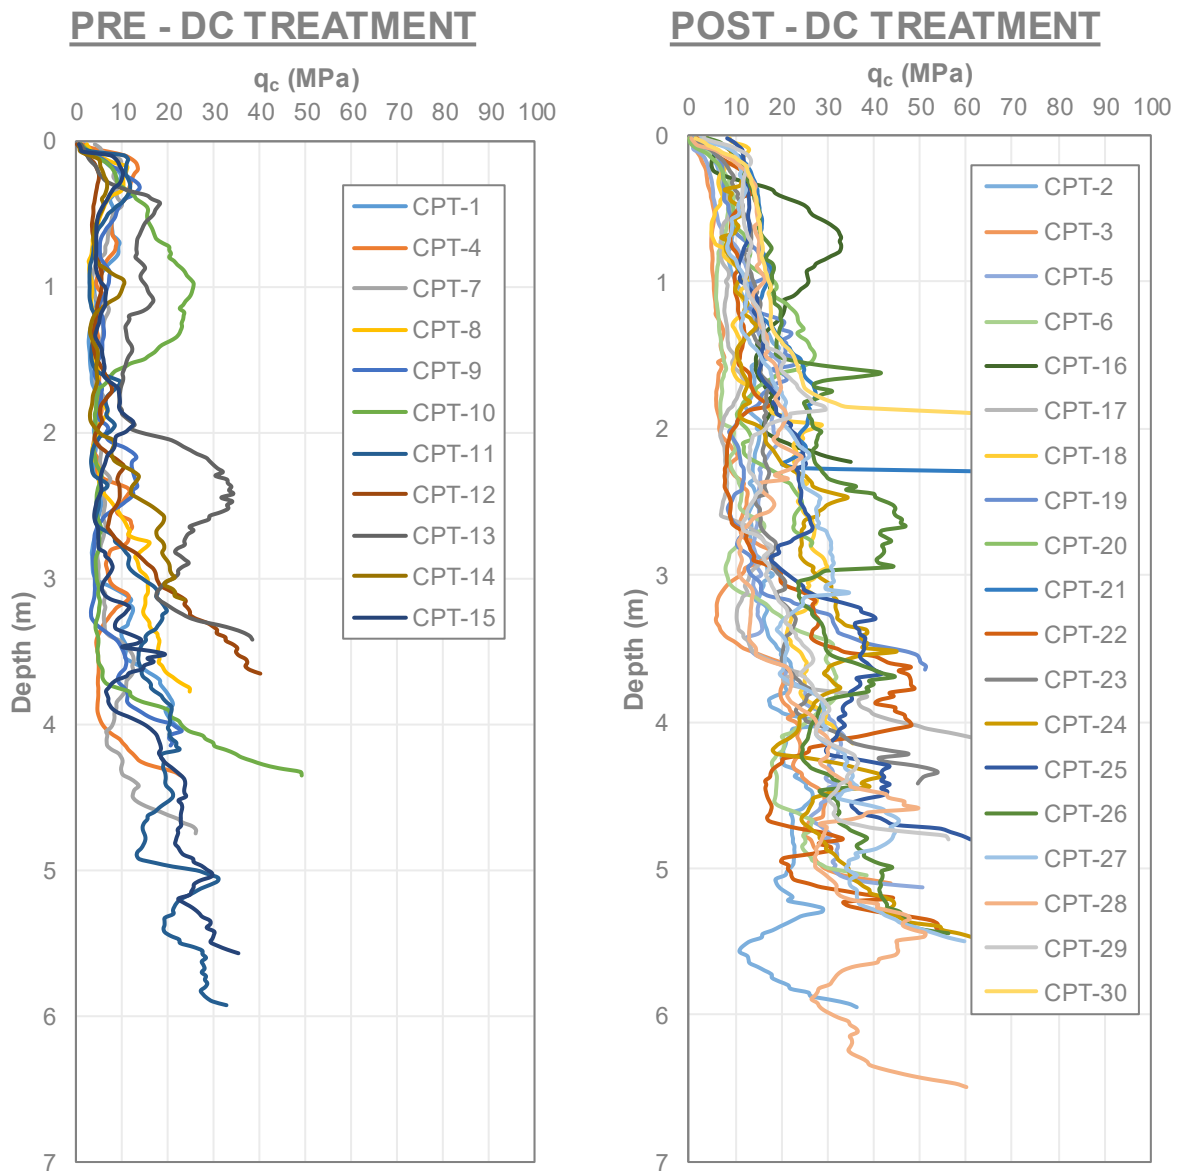 PRE - DC TREATMENT
qc (MPa)
0 10 20 30 40 50 60 70 80 90 100
0
1
2
3
4
5
6
7
Depth (m)
CPT-1
CPT-4
CPT-7
CPT-8
CPT-9
CPT-10
CPT-11
CPT-12
CPT-13
CPT-14
CPT-15
POST - DC TREATMENT
qc (MPa)
0 10 20 30 40 50 60 70 80 90 100
0
1
2
3
4
5
6
7
Depth (m)
CPT-2
CPT-3
CPT-5
CPT-6
CPT-16
CPT-17
CPT-18
CPT-19
CPT-20
CPT-21
CPT-22
CPT-23
CPT-24
CPT-25
CPT-26
CPT-27
CPT-28
CPT-29
CPT-30